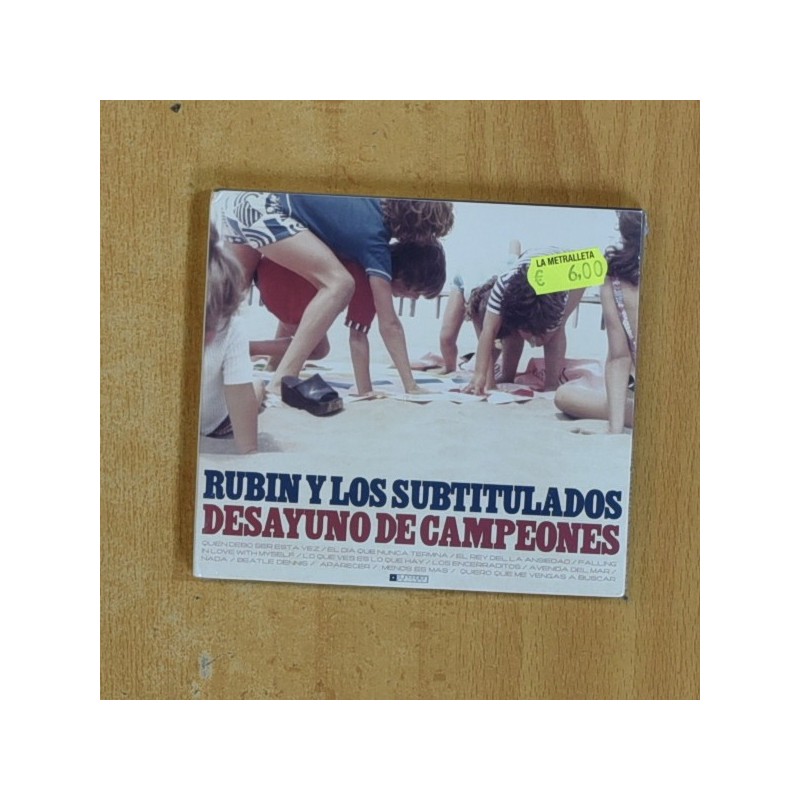 LA METRALLETA
€ 6,00
RUBIN Y LOS SUBTITULADOS
DESAYUNO DE CAMPEONES
QUIEN DEBO SER ESTA VEZ / EL DIA QUE NUNCA TERMINA / EL REY DE LA ANSIEDAD / FALLING
IN LOVE WITH MYSELF / LO QUE VES ES LO QUE HAY / LOS ENCERRADITOS / AVENIDA DEL MAR /
NADA / BEATLE DENNIS / APARECER / MENOS ES MAS / QUIERO QUE ME VENGAS A BUSCAR